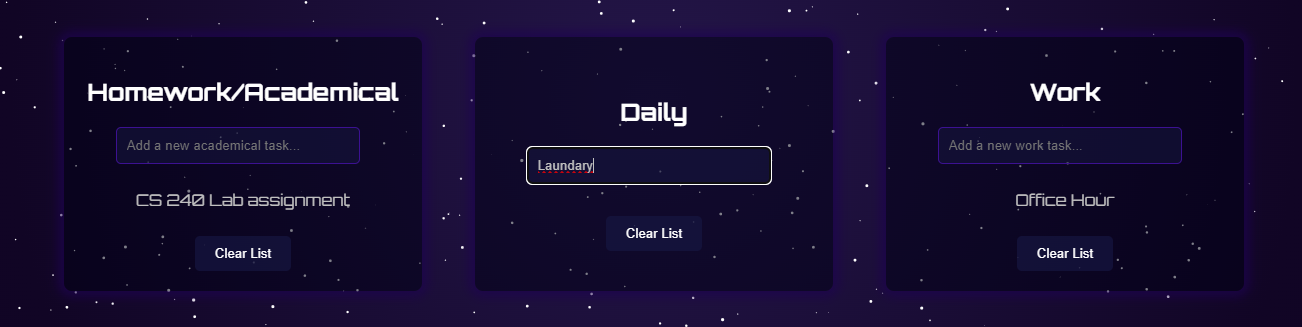 Homework/Academical
Add a new academical task...
CS 240 Lab assignment
Clear List
Daily
Laundary
Clear List
Work
Add a new work task...
Office Hour
Clear List